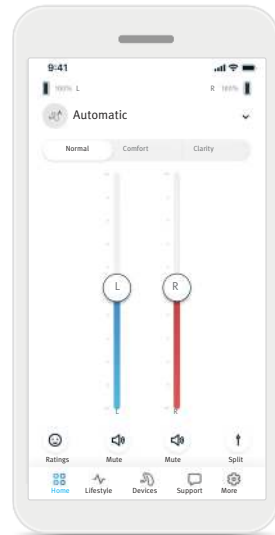 9:41
100% L R 100%
Automatic
Normal Comfort Clarity
L R
L R
Ratings Mute Mute Split
Home Lifestyle Devices Support More